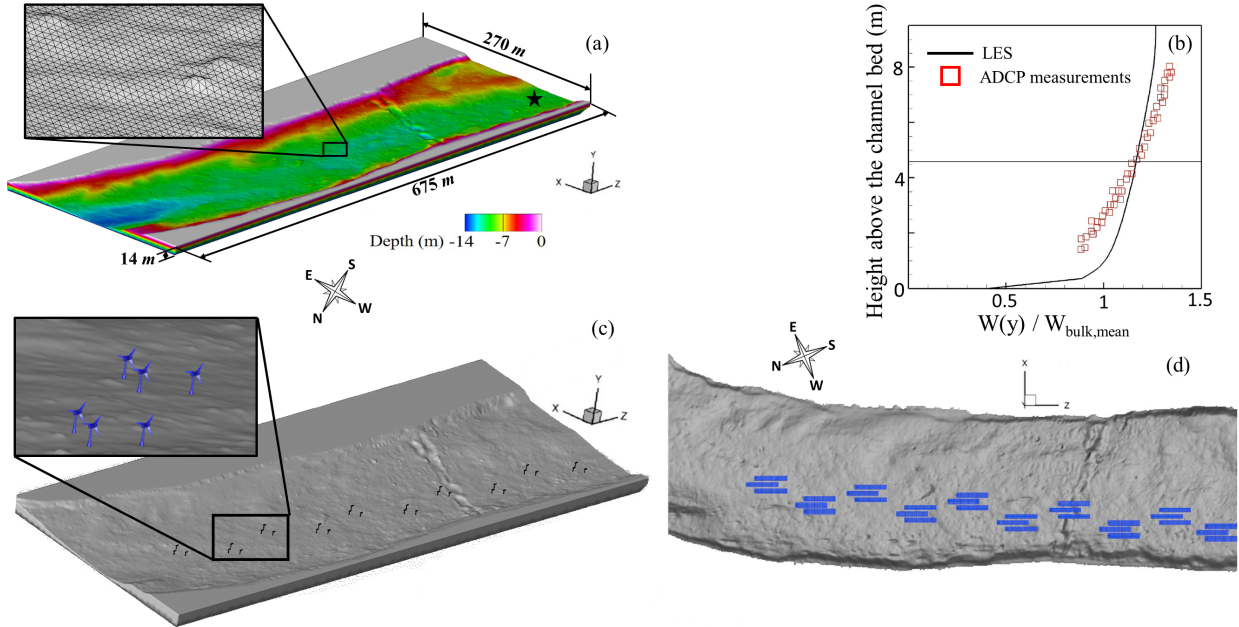 (a)
270 m
675 m
14 m
Y
X
Z
Depth (m) -14 -7 0
E
S
N
W
(b)
Height above the channel bed (m)
8
4
0
LES
ADCP measurements
0.5
1
1.5
W(y) / Wbulk,mean
(c)
Y
X
Z
(d)
E
S
N
W
X
Z